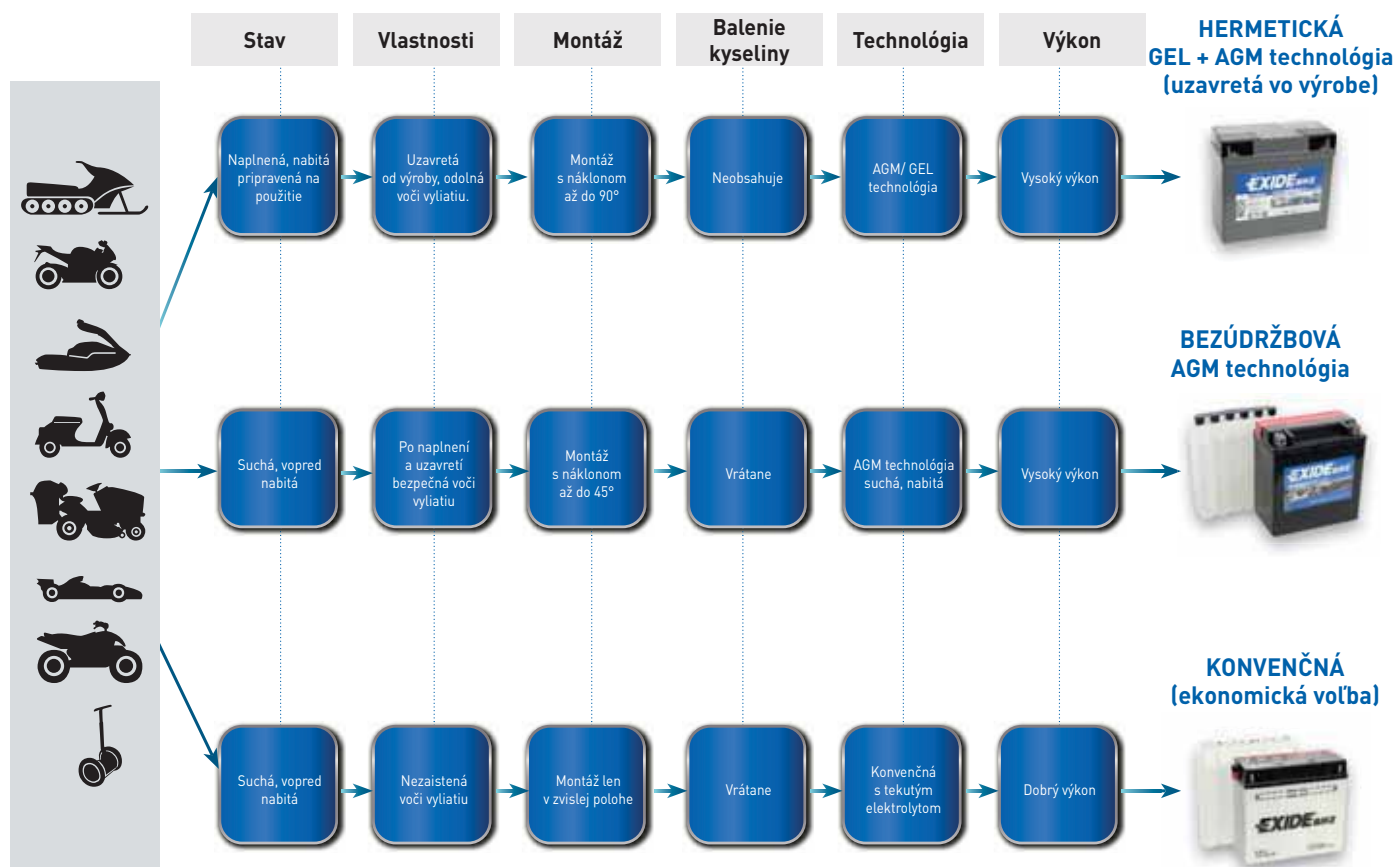 Stav
Vlastnosti
Montáž
Balenie
kyseliny
Technológia
Výkon
HERMETICKÁ
GEL + AGM technológia
(uzavretá vo výrobe)
Naplnená, nabitá
pripravená na
použitie
Uzavretá
od výroby, odolná
voči vyliatiu.
Montáž
s náklonom
až do 90°
Neobsahuje
AGM/ GEL
technológia
Vysoký výkon
EXIDE BIKE
BEZÚDRŽBOVÁ
AGM technológia
Suchá, vopred
nabitá
Po naplnení
a uzavretí
bezpečná voči
vyliatiu
Montáž
s náklonom
až do 45°
Vrátane
AGM technológia
suchá, nabitá
Vysoký výkon
EXIDE BIKE
KONVENČNÁ
(ekonomická voľba)
Suchá, vopred
nabitá
Nezaistená
voči vyliatiu
Montáž len
v zvislej polohe
Vrátane
Konvenčná
s tekutým
elektrolytom
Dobrý výkon
EXIDE BIKE